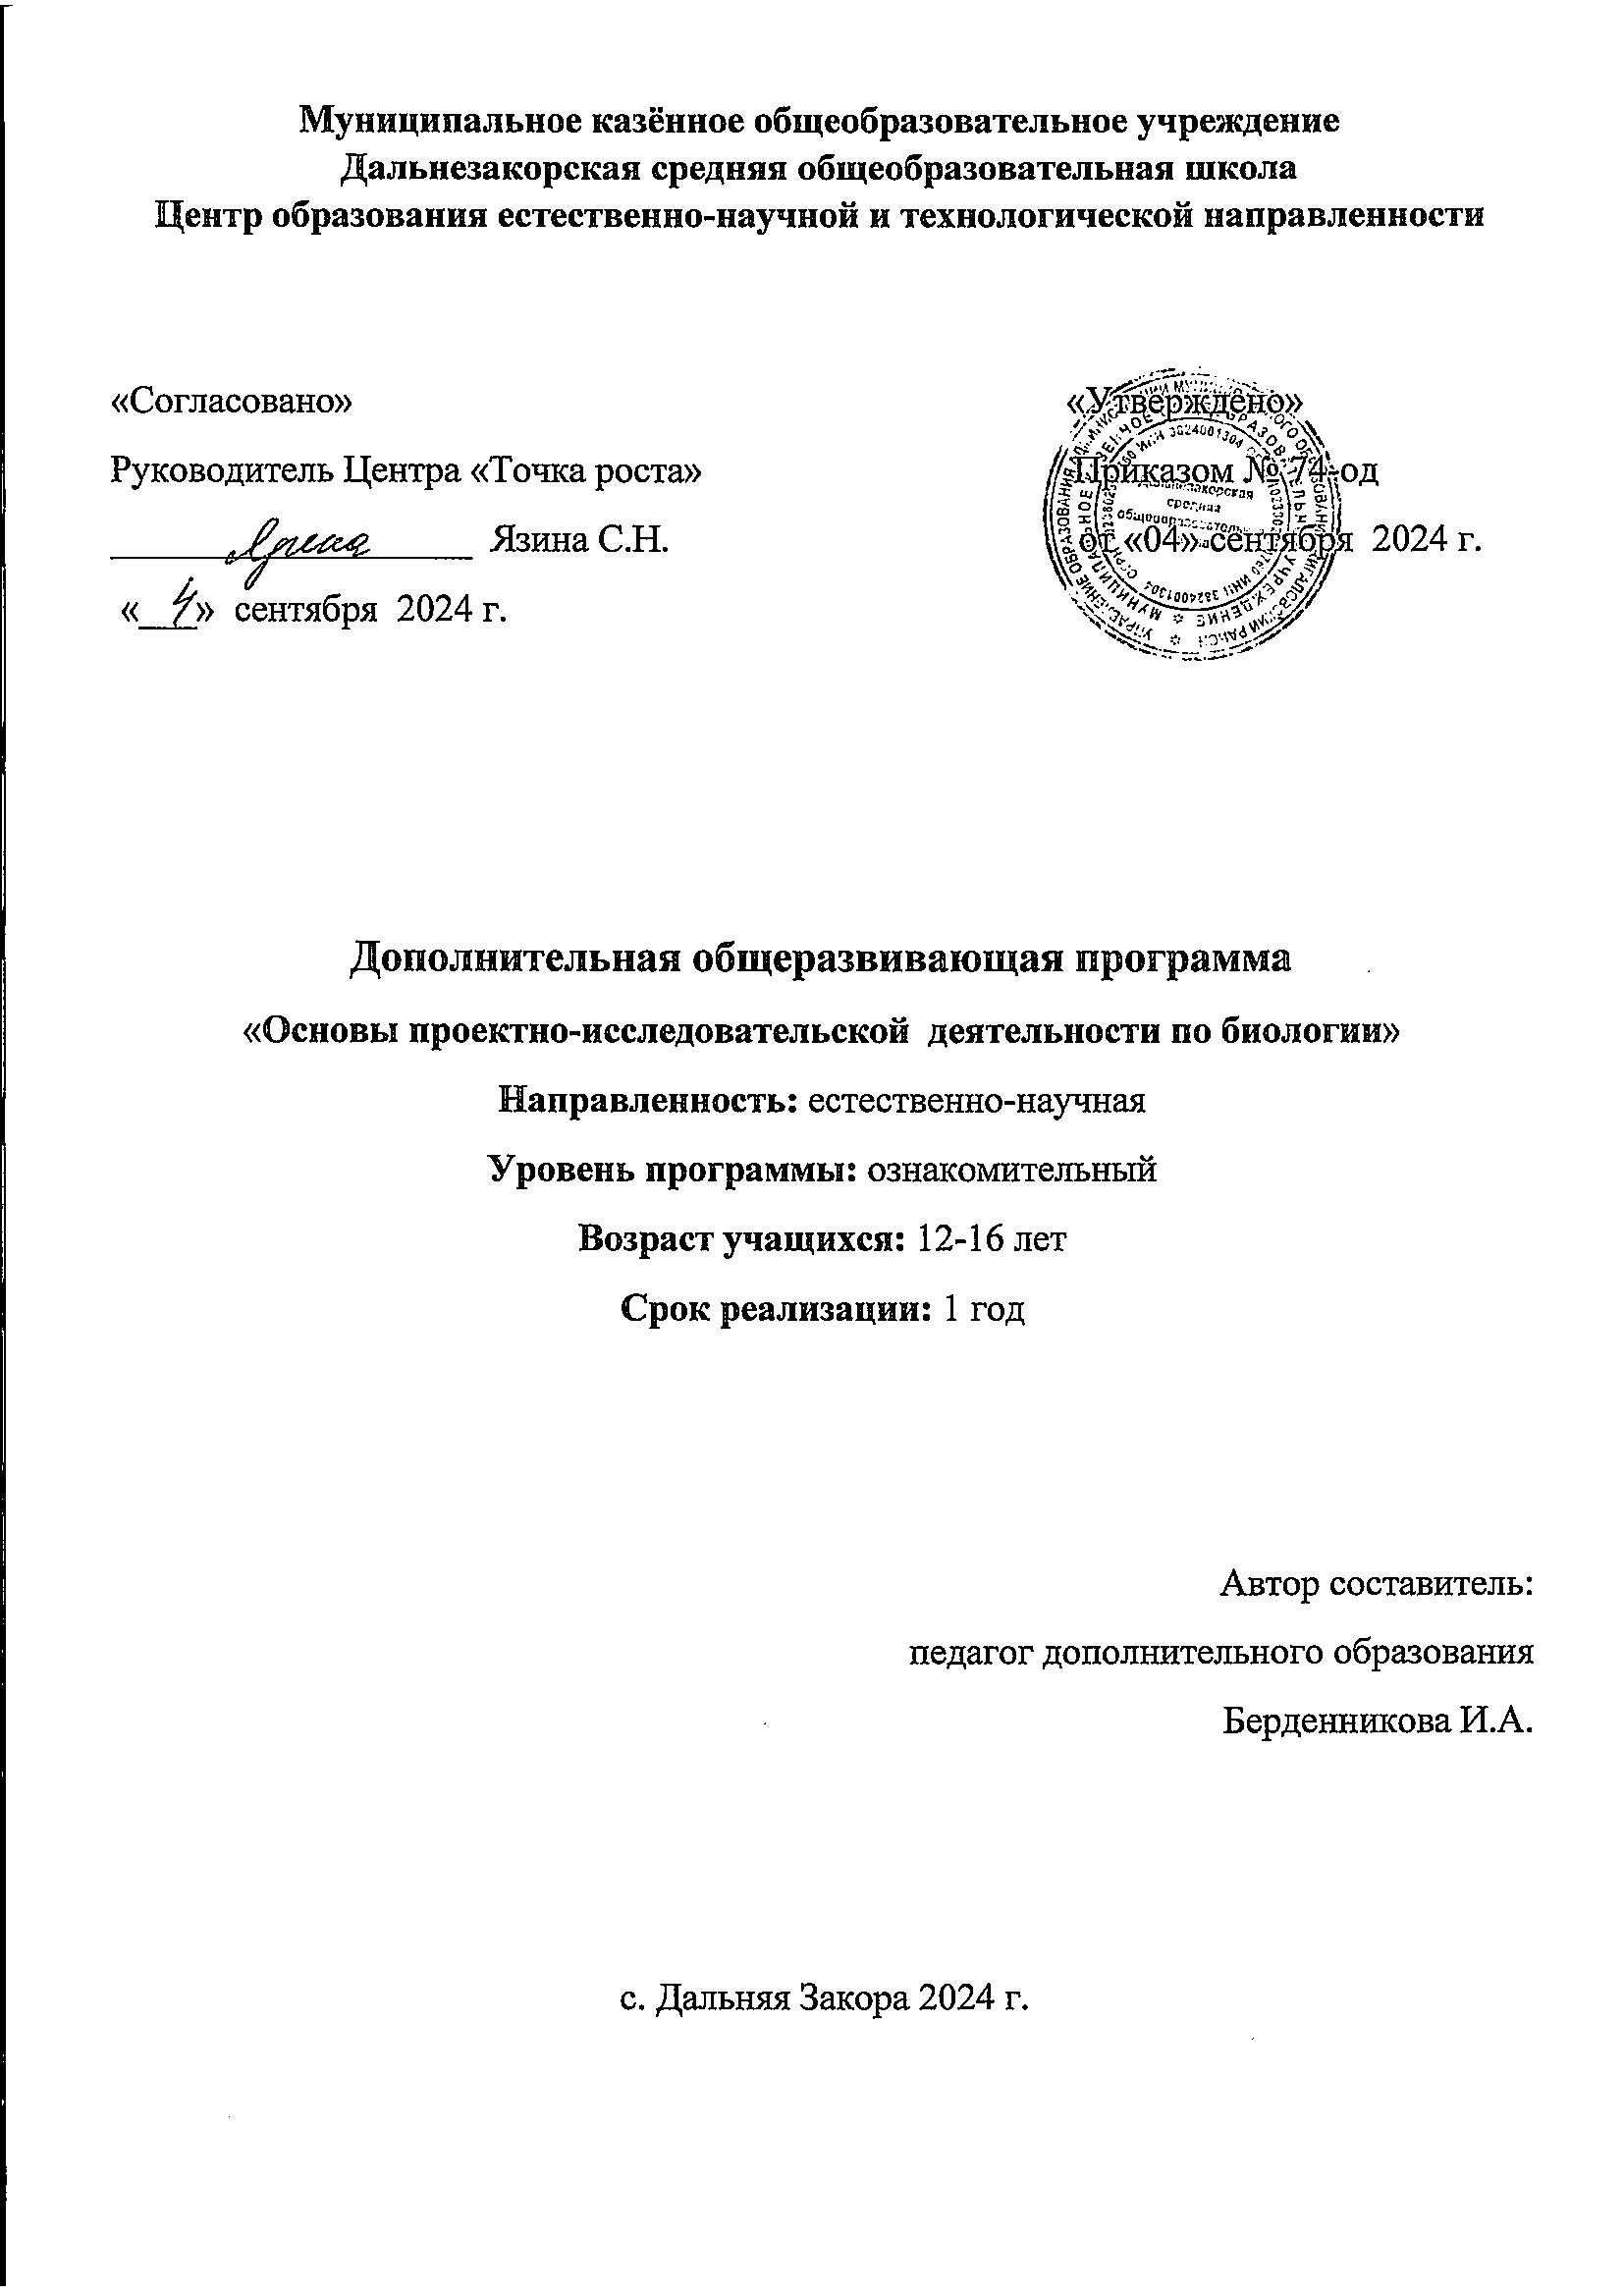 Муниципальное казённое общеобразовательное учреждение
Дальнезакорская средняя общеобразовательная школа
Центр образования естественно-научной и технологической направленности
«Согласовано»
Руководитель Центра «Точка роста»
Язина С.Н.
«4» сентября 2024 г.
«Утверждено»
Приказом № 74-од
от «04» сентября 2024 г.
Дополнительная общеразвивающая программа
«Основы проектно-исследовательской деятельности по биологии»
Направленность: естественно-научная
Уровень программы: ознакомительный
Возраст учащихся: 12-16 лет
Срок реализации: 1 год
Автор составитель:
педагог дополнительного образования
Берденникова И.А.
с. Дальняя Закора 2024 г.